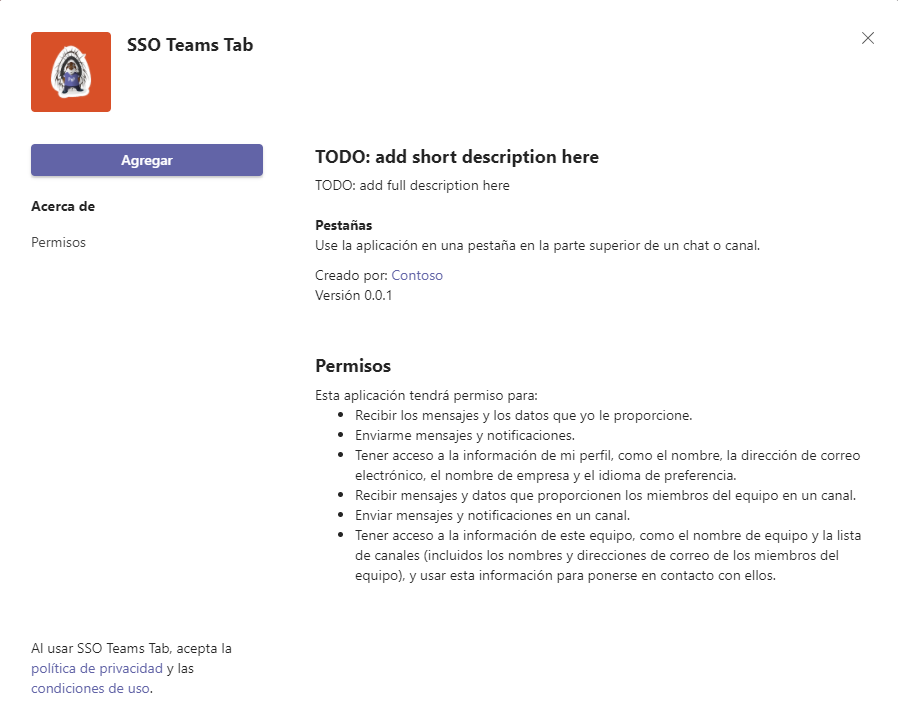 SSO Teams Tab
Agregar
Acerca de
Permisos
TODO: add short description here
TODO: add full description here
Pestañas
Use la aplicación en una pestaña en la parte superior de un chat o canal.
Creado por: Contoso
Versión 0.0.1
Permisos
Esta aplicación tendrá permiso para:
• Recibir los mensajes y los datos que yo le proporcione.
• Enviarme mensajes y notificaciones.
• Tener acceso a la información de mi perfil, como el nombre, la dirección de correo
electrónico, el nombre de empresa y el idioma de preferencia.
• Recibir mensajes y datos que proporcionen los miembros del equipo en un canal.
• Enviar mensajes y notificaciones en un canal.
• Tener acceso a la información de este equipo, como el nombre de equipo y la lista
de canales (incluidos los nombres y direcciones de correo de los miembros del
equipo), y usar esta información para ponerse en contacto con ellos.
Al usar SSO Teams Tab, acepta la
política de privacidad y las
condiciones de uso.